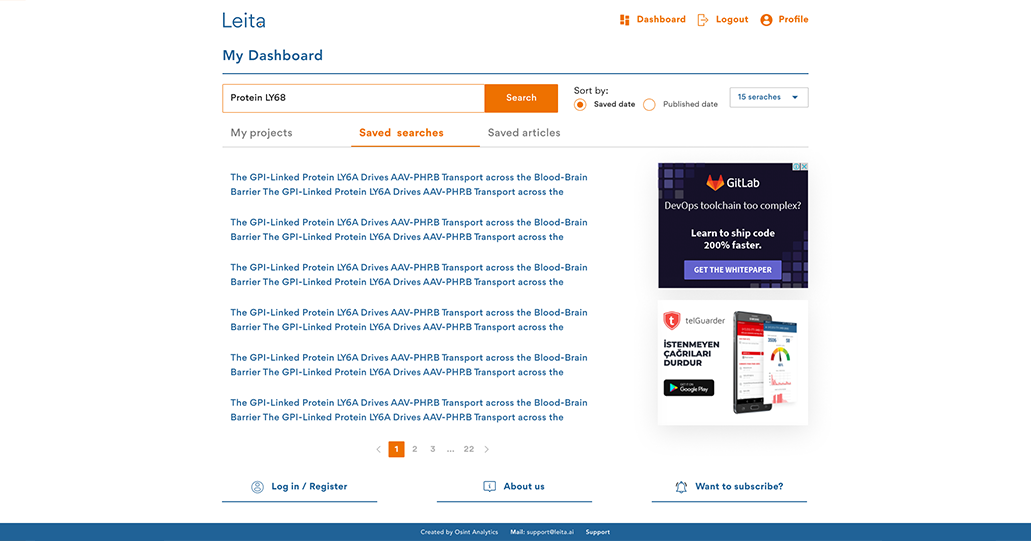 Leita
Dashboard
Logout
Profile
My Dashboard
Protein LY68
Search
Sort by:
Saved date
Published date
15 seraches
My projects
Saved searches
Saved articles
The GPI-Linked Protein LY6A Drives AAV-PHP.B Transport across the Blood-Brain
Barrier The GPI-Linked Protein LY6A Drives AAV-PHP.B Transport across the
The GPI-Linked Protein LY6A Drives AAV-PHP.B Transport across the Blood-Brain
Barrier The GPI-Linked Protein LY6A Drives AAV-PHP.B Transport across the
The GPI-Linked Protein LY6A Drives AAV-PHP.B Transport across the Blood-Brain
Barrier The GPI-Linked Protein LY6A Drives AAV-PHP.B Transport across the
The GPI-Linked Protein LY6A Drives AAV-PHP.B Transport across the Blood-Brain
Barrier The GPI-Linked Protein LY6A Drives AAV-PHP.B Transport across the
The GPI-Linked Protein LY6A Drives AAV-PHP.B Transport across the Blood-Brain
Barrier The GPI-Linked Protein LY6A Drives AAV-PHP.B Transport across the
The GPI-Linked Protein LY6A Drives AAV-PHP.B Transport across the Blood-Brain
Barrier The GPI-Linked Protein LY6A Drives AAV-PHP.B Transport across the
GitLab
DevOps toolchain too complex?
Learn to ship code
200% faster.
GET THE WHITEPAPER
telGuarder
İSTENMEYEN
ÇAĞRILARI
DURDUR
Google Play
1 2 3 ... 22
Log in / Register
About us
Want to subscribe?
Created by Osint Analytics
Mail: support@leita.ai
Support